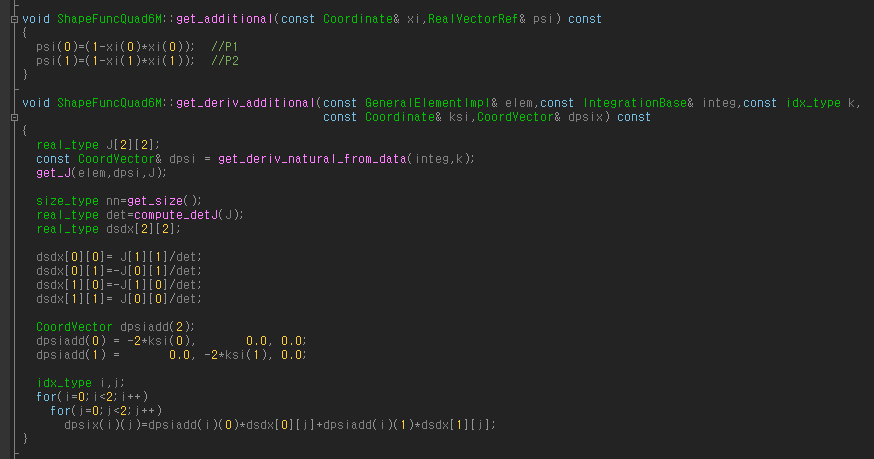 void ShapeFuncQuad6M::get_additional(const Coordinate& xi,RealVectorRef& psi) const
{
  psi(0)=(1-xi(0)*xi(0));  //P1
  psi(1)=(1-xi(1)*xi(1));  //P2
}
void ShapeFuncQuad6M::get_deriv_additional(const GeneralElementImpl& elem,const IntegrationBase& integ,const idx_type k,
                                           const Coordinate& ksi,CoordVector& dpsix) const
{
  real_type J[2][2];
  const CoordVector& dpsi = get_deriv_natural_from_data(integ,k);
  get_J(elem,dpsi,J);
  size_type nn=get_size();
  real_type det=compute_detJ(J);
  real_type dsdx[2][2];
  dsdx[0][0]= J[1][1]/det;
  dsdx[0][1]=-J[0][1]/det;
  dsdx[1][0]=-J[1][0]/det;
  dsdx[1][1]= J[0][0]/det;
  CoordVector dpsiadd(2);
  dpsiadd(0) = -2*ksi(0),       0.0, 0.0;
  dpsiadd(1) =       0.0, -2*ksi(1), 0.0;
  idx_type i,j;
  for(i=0;i<2;i++)
    for(j=0;j<2;j++)
      dpsix(i)(j)=dpsiadd(i)(0)*dsdx[0][j]+dpsiadd(i)(1)*dsdx[1][j];
}